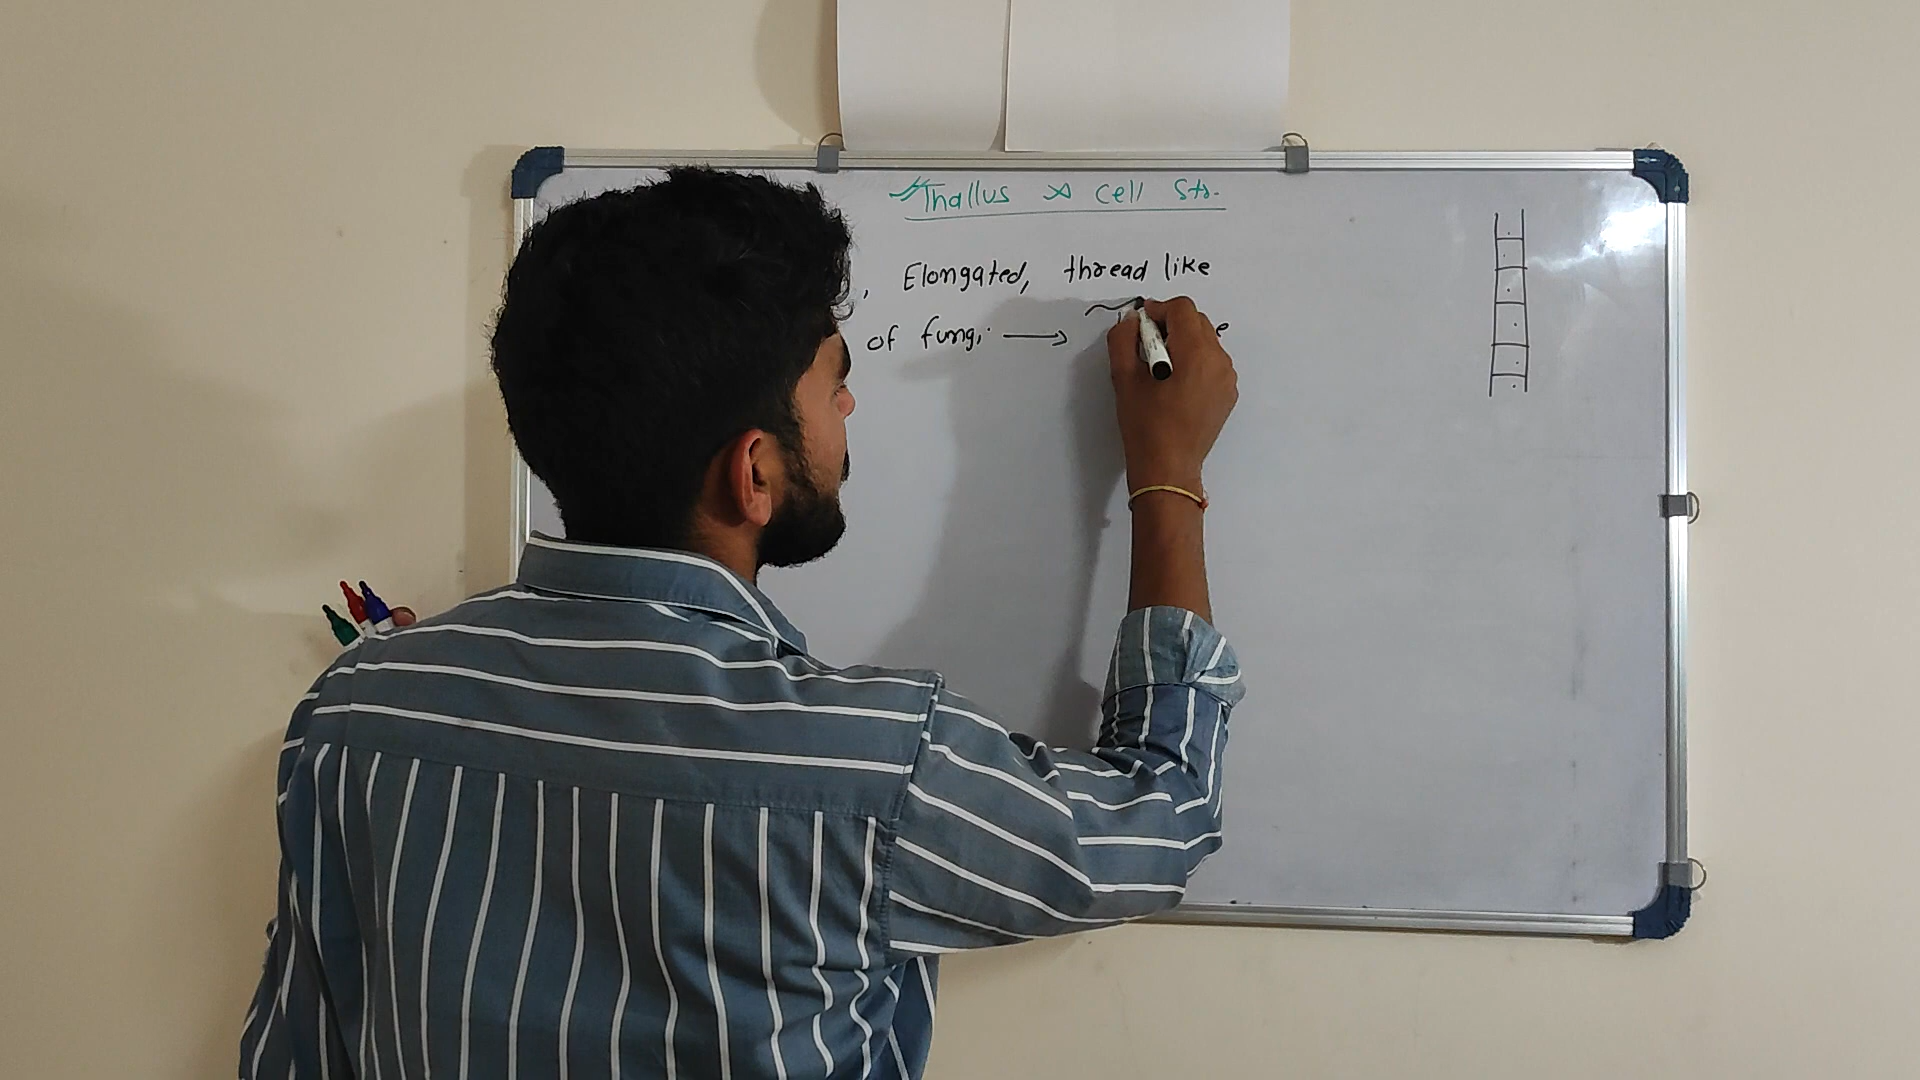 Thallus & cell Str.
, Elongated, thread like
of fungi →